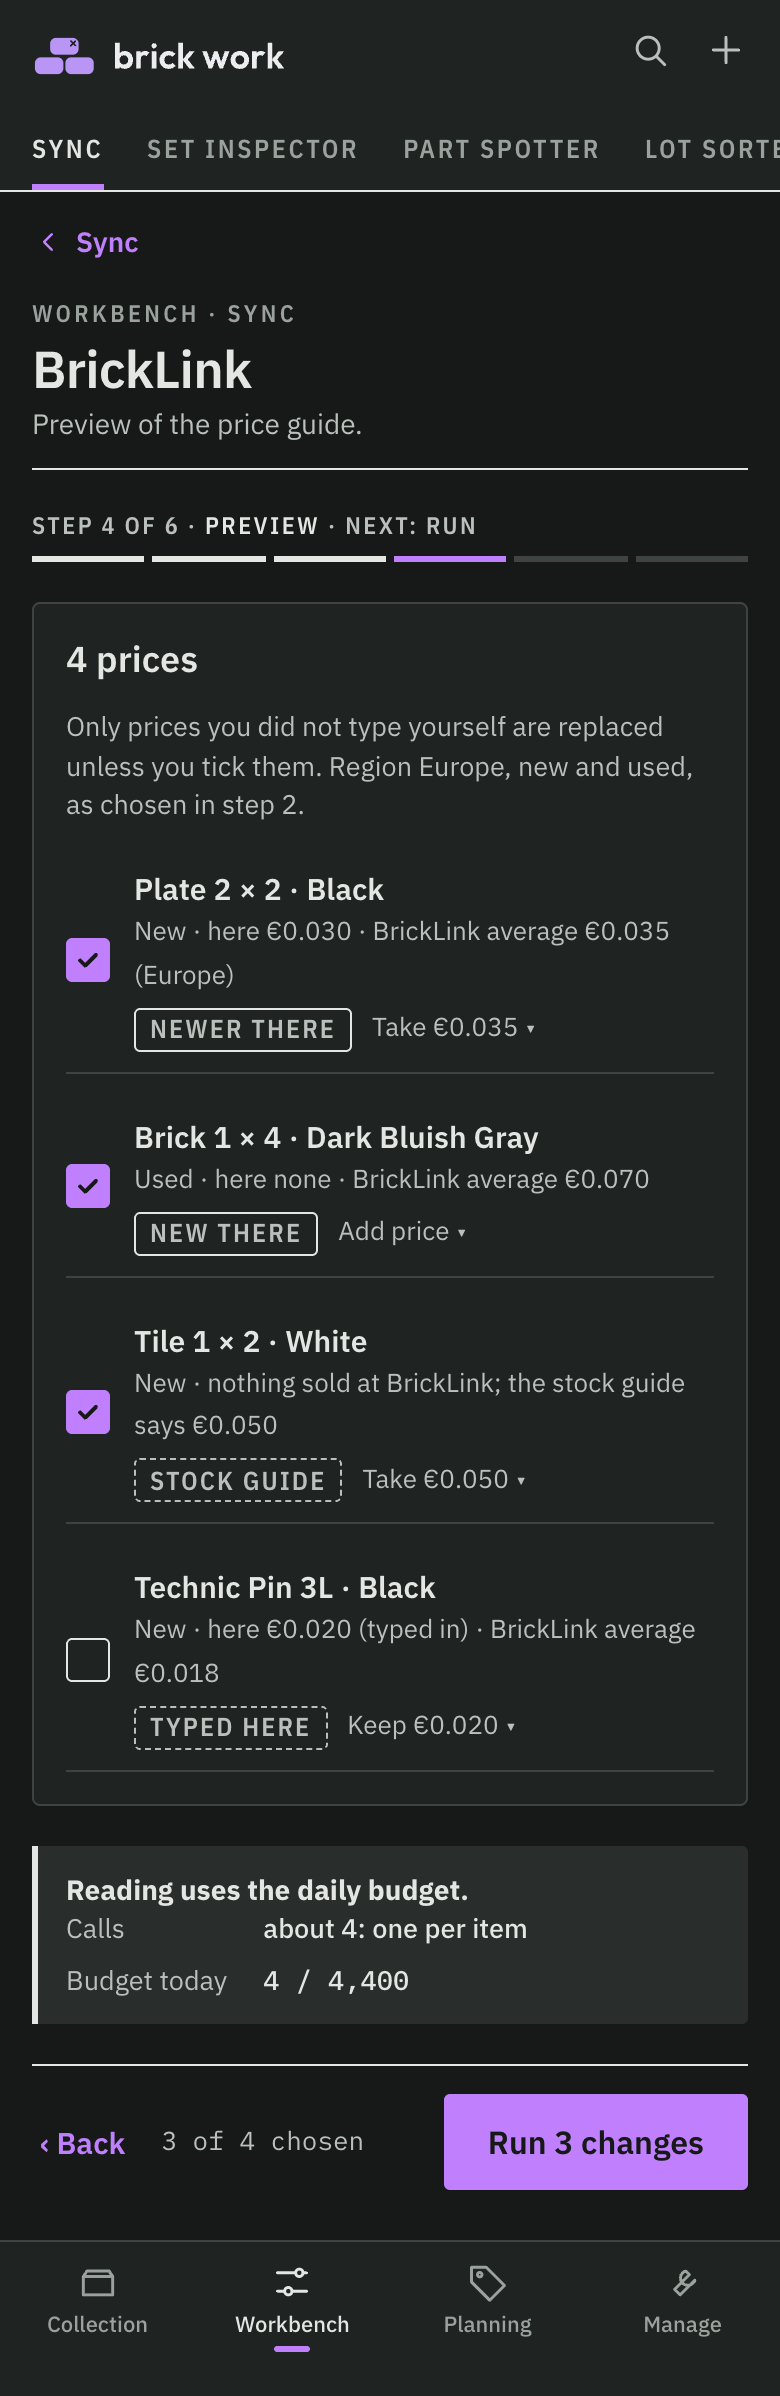 brick work
SYNC SET INSPECTOR PART SPOTTER LOT SORTE
‹ Sync
WORKBENCH · SYNC
BrickLink
Preview of the price guide.
STEP 4 OF 6 · PREVIEW · NEXT: RUN
4 prices
Only prices you did not type yourself are replaced
unless you tick them. Region Europe, new and used,
as chosen in step 2.
Plate 2 × 2 · Black
New · here €0.030 · BrickLink average €0.035
(Europe)
NEWER THERE Take €0.035 ▾
Brick 1 × 4 · Dark Bluish Gray
Used · here none · BrickLink average €0.070
NEW THERE Add price ▾
Tile 1 × 2 · White
New · nothing sold at BrickLink; the stock guide
says €0.050
STOCK GUIDE Take €0.050 ▾
Technic Pin 3L · Black
New · here €0.020 (typed in) · BrickLink average
€0.018
TYPED HERE Keep €0.020 ▾
Reading uses the daily budget.
Calls about 4: one per item
Budget today 4 / 4,400
‹ Back 3 of 4 chosen Run 3 changes
Collection Workbench Planning Manage